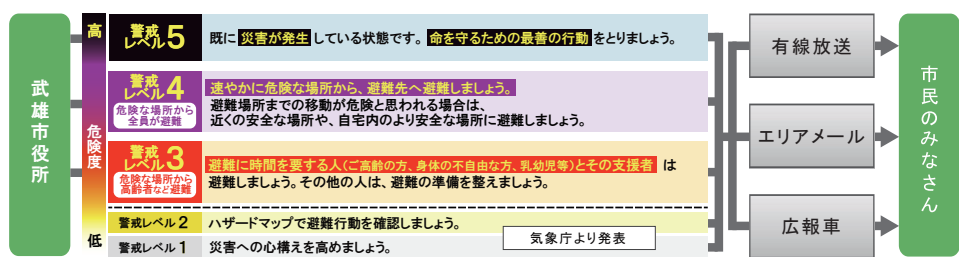 武雄市役所
高
危険度
低
警戒
レベル5
既に災害が発生している状態です。命を守るための最善の行動をとりましょう。
警戒
レベル4
危険な場所から
全員が避難
速やかに危険な場所から、避難先へ避難しましょう。
避難場所までの移動が危険と思われる場合は、
近くの安全な場所や、自宅内のより安全な場所に避難しましょう。
警戒
レベル3
危険な場所から
高齢者など避難
避難に時間を要する人(ご高齢の方、身体の不自由な方、乳幼児等)とその支援者は
避難しましょう。その他の人は、避難の準備を整えましょう。
警戒レベル2
ハザードマップで避難行動を確認しましょう。
警戒レベル1
災害への心構えを高めましょう。
気象庁より発表
有線放送
エリアメール
広報車
市民のみなさん